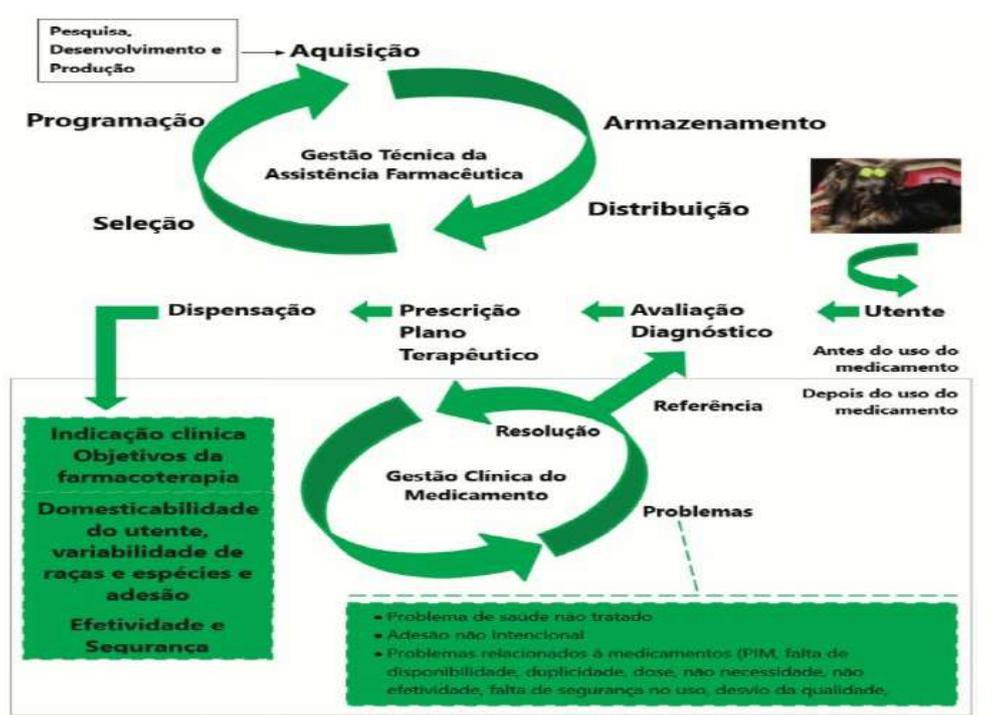 Pesquisa,
Desenvolvimento e
Produção
Aquisição
Programação
Armazenamento
Gestão Técnica da
Assistência Farmacêutica
Seleção
Distribuição
Dispensação
Prescrição
Plano
Terapêutico
Avaliação
Diagnóstico
Utente
Antes do uso do
medicamento
Depois do uso do
medicamento
Referência
Resolução
Gestão Clínica do
Medicamento
Problemas
Indicação clínica
Objetivos da
farmacoterapia
Domesticabilidade
do utente,
variabilidade de
raças e espécies e
adesão
Efetividade e
Segurança
• Problema de saúde não tratado
• Adesão não intencional
• Problemas relacionados à medicamentos (PIM, falta de
disponibilidade, duplicidade, dose, não necessidade, não
efetividade, falta de segurança no uso, desvio da qualidade,